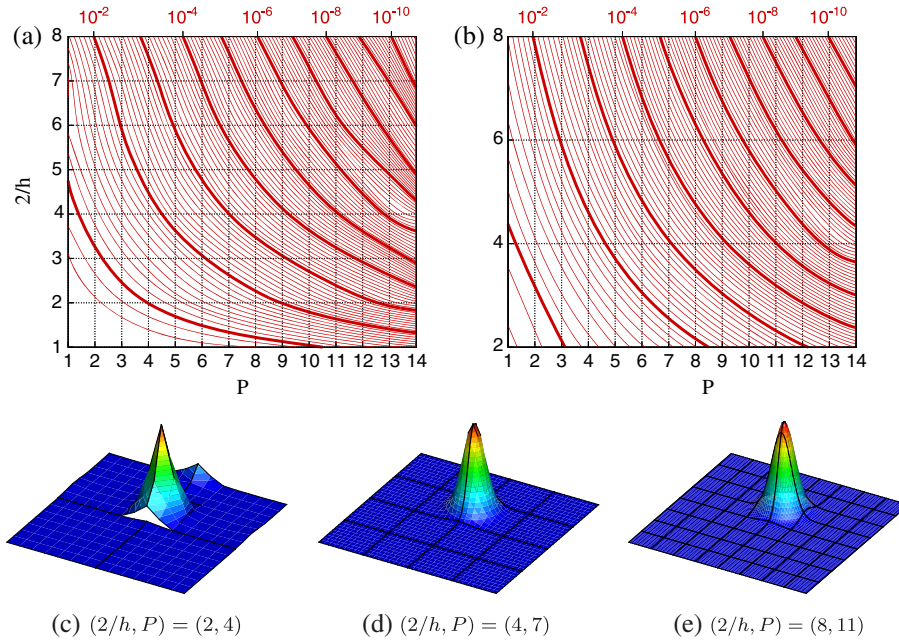 10⁻² 10⁻⁴ 10⁻⁶ 10⁻⁸ 10⁻¹⁰
(a)
8
7
6
5
4
3
2
1
2/h
1 2 3 4 5 6 7 8 9 10 11 12 13 14
P
10⁻² 10⁻⁴ 10⁻⁶ 10⁻⁸ 10⁻¹⁰
(b)
8
6
4
2
1 2 3 4 5 6 7 8 9 10 11 12 13 14
P
(c) (2/h, P) = (2, 4)
(d) (2/h, P) = (4, 7)
(e) (2/h, P) = (8, 11)